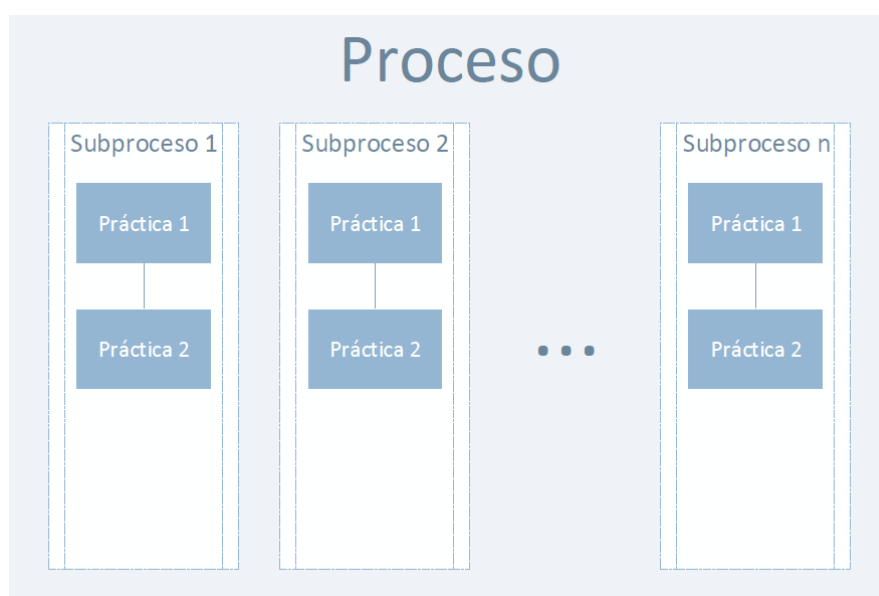 Proceso
Subproceso 1
Práctica 1
Práctica 2
Subproceso 2
Práctica 1
Práctica 2
...
Subproceso n
Práctica 1
Práctica 2